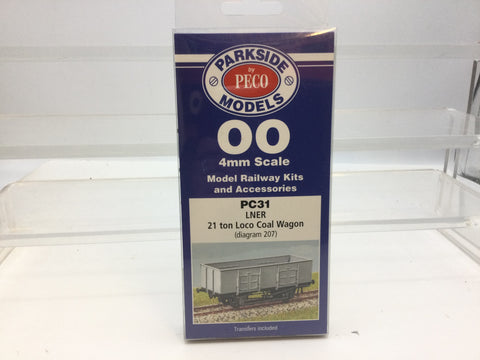 PARKSIDE
by
PECO
MODELS
OO
4mm Scale
Model Railway Kits
and Accessories
PC31
LNER
21 ton Loco Coal Wagon
(diagram 207)
Transfers included